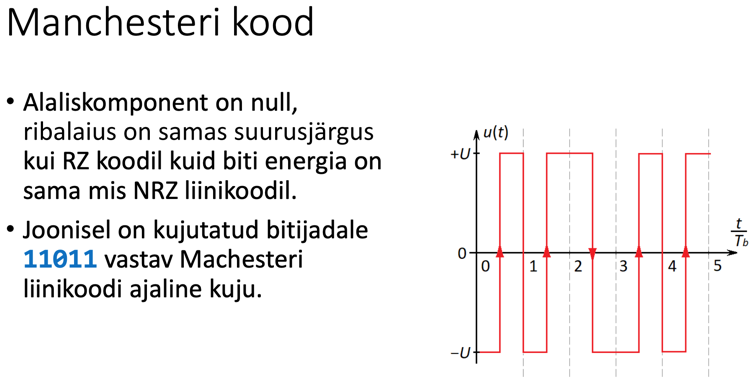 Manchesteri kood
• Alaliskomponent on null,
ribalaius on samas suurusjärgus
kui RZ koodil kuid biti energia on
sama mis NRZ liinikoodil.
• Joonisel on kujutatud bitijadale
11011 vastav Machesteri
liinikoodi ajaline kuju.
u(t)
+U
t
T_b
0
0 1 2 3 4 5
−U